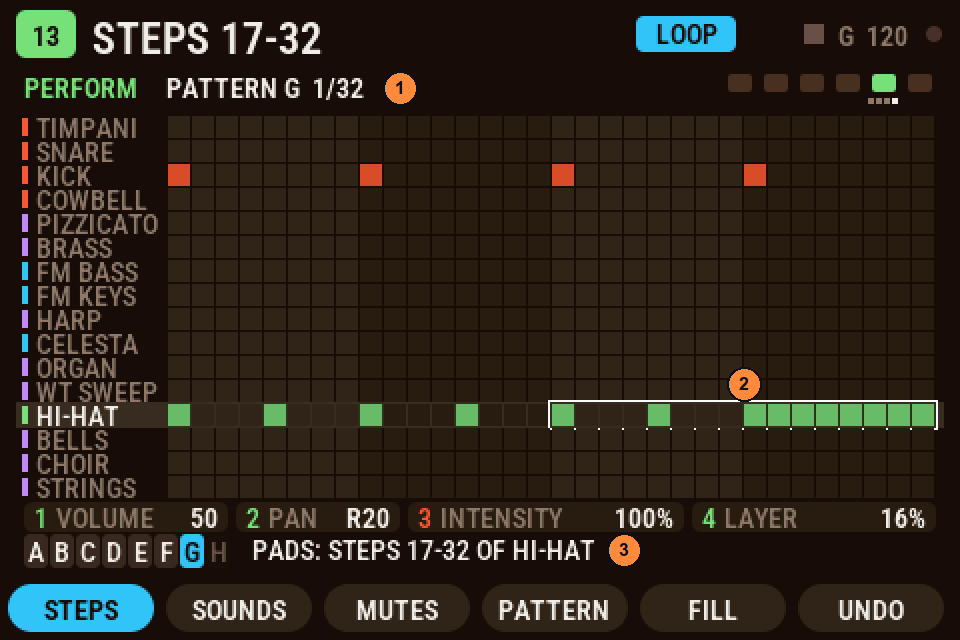 13 STEPS 17-32 LOOP G 120
PERFORM PATTERN G 1/32 1
TIMPANI
SNARE
KICK
COWBELL
PIZZICATO
BRASS
FM BASS
FM KEYS
HARP
CELESTA
ORGAN
WT SWEEP 2
HI-HAT
BELLS
CHOIR
STRINGS
1 VOLUME 50 2 PAN R20 3 INTENSITY 100% 4 LAYER 16%
A B C D E F G H PADS: STEPS 17-32 OF HI-HAT 3
STEPS SOUNDS MUTES PATTERN FILL UNDO